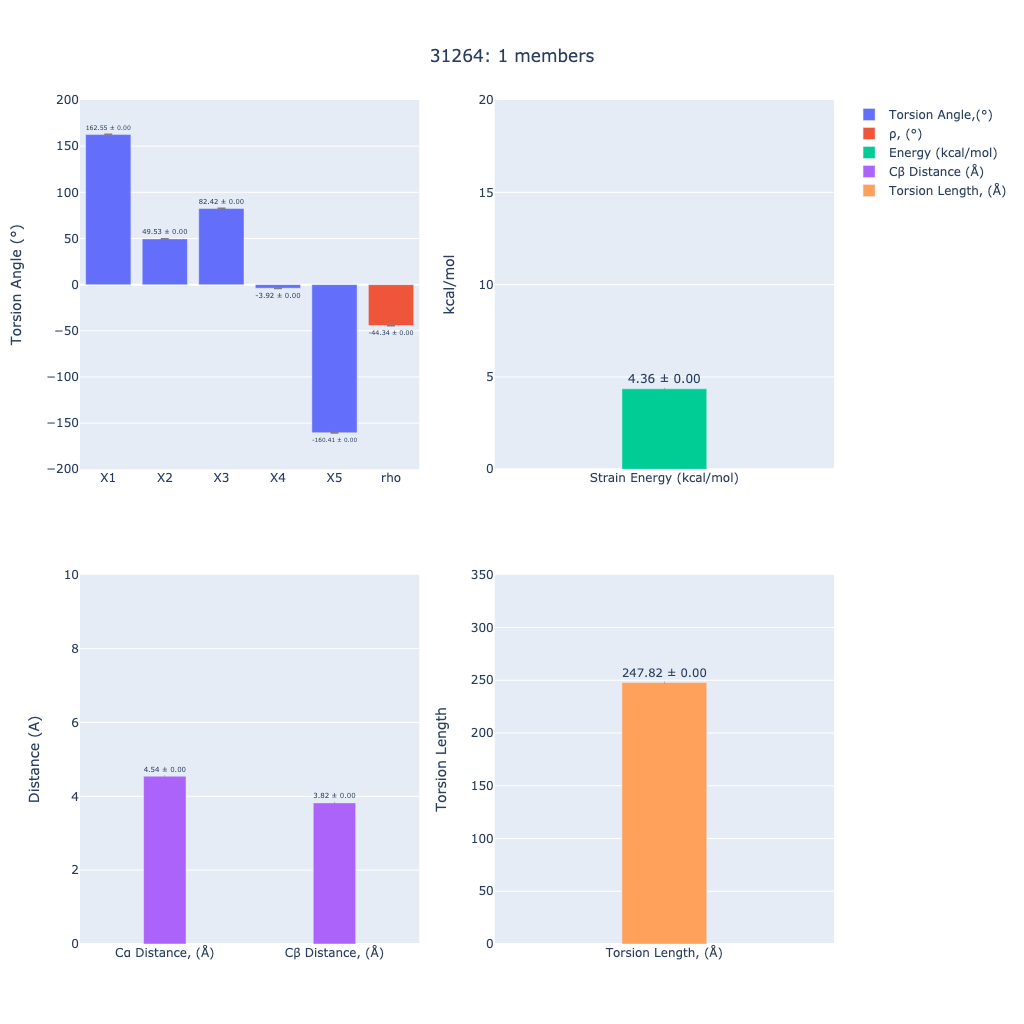 31264: 1 members
Torsion Angle (°)
200
150
100
50
0
−50
−100
−150
−200
162.55 ± 0.00
49.53 ± 0.00
82.42 ± 0.00
-3.92 ± 0.00
-160.41 ± 0.00
-44.34 ± 0.00
X1 X2 X3 X4 X5 rho
kcal/mol
20
15
10
5
0
4.36 ± 0.00
Strain Energy (kcal/mol)
Torsion Angle,(°)
ρ, (°)
Energy (kcal/mol)
Cβ Distance (Å)
Torsion Length, (Å)
Distance (A)
10
8
6
4
2
0
4.54 ± 0.00
3.82 ± 0.00
Cα Distance, (Å) Cβ Distance, (Å)
Torsion Length
350
300
250
200
150
100
50
0
247.82 ± 0.00
Torsion Length, (Å)